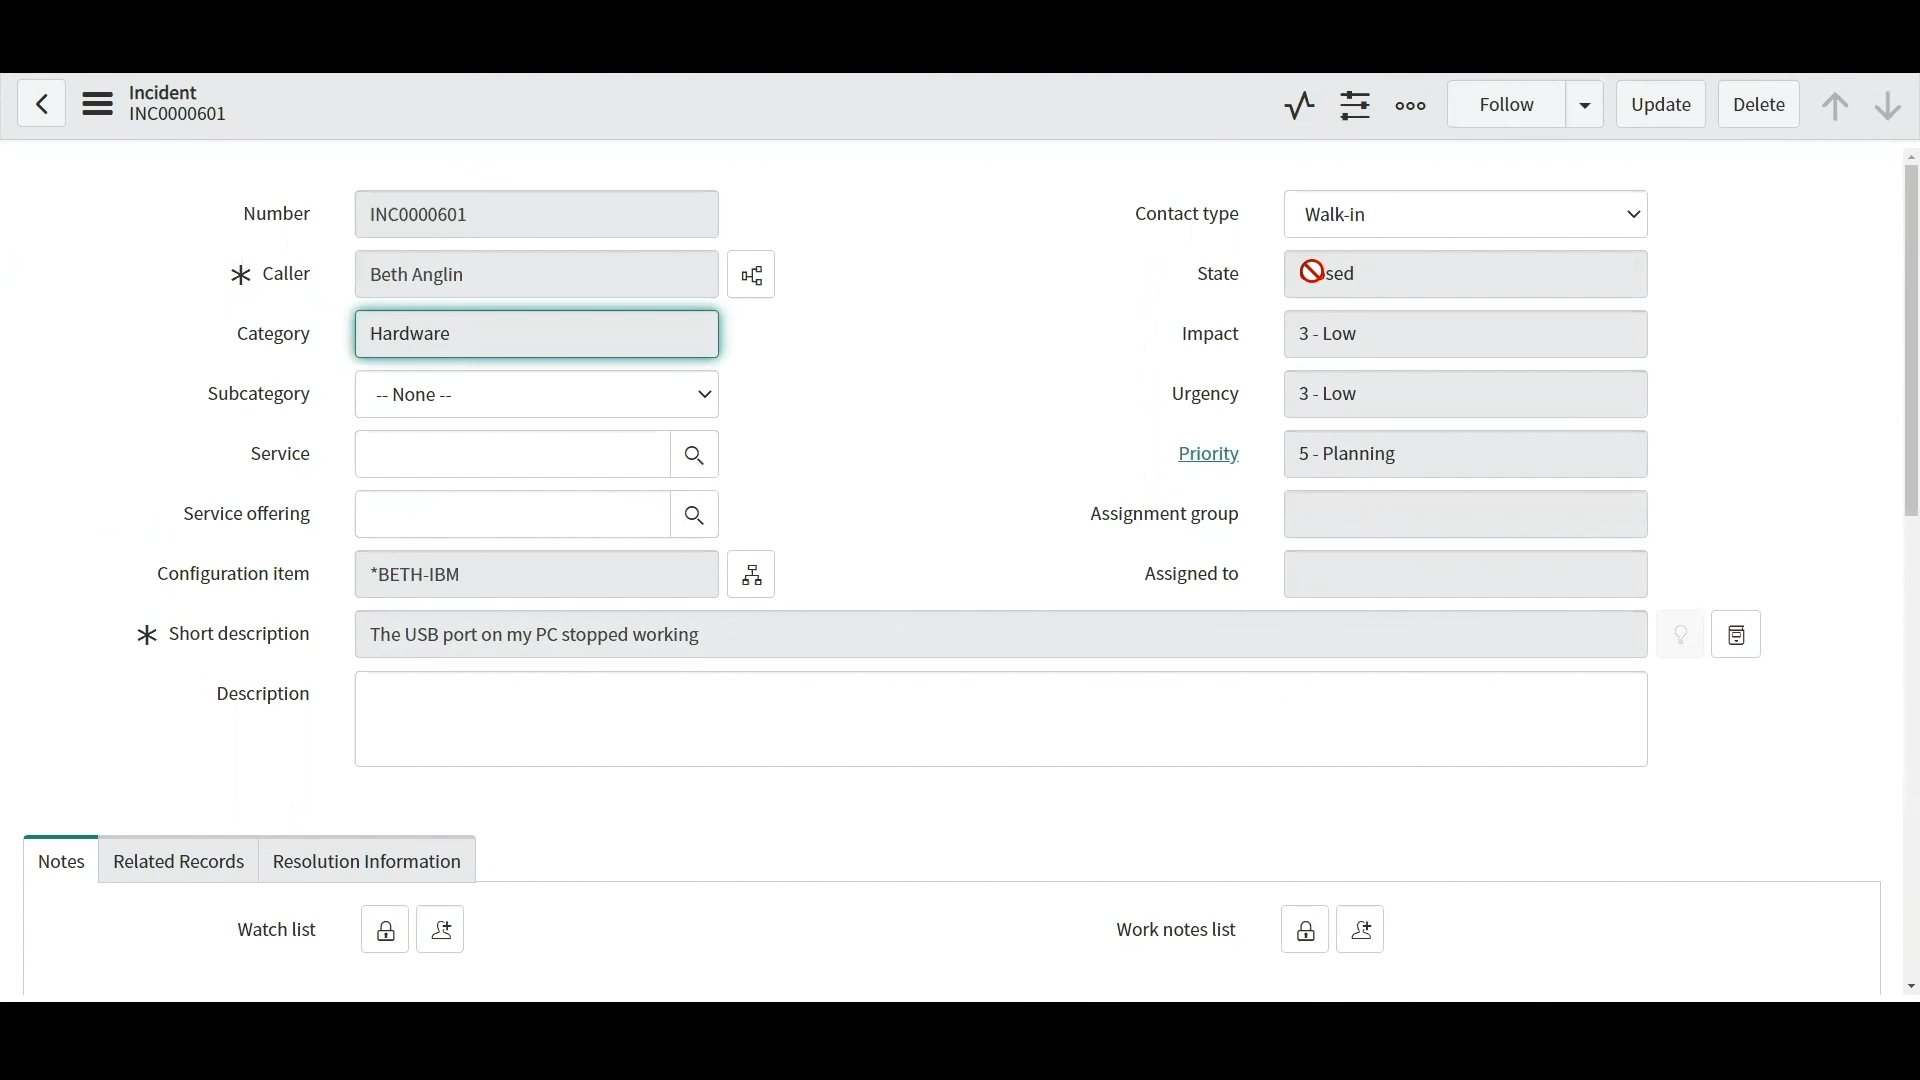 Incident
INC0000601
Follow
Update
Delete
Number
INC0000601
Contact type
Walk-in
Caller
Beth Anglin
State
sed
Category
Hardware
Impact
3 - Low
Subcategory
-- None --
Urgency
3 - Low
Service
Priority
5 - Planning
Service offering
Assignment group
Configuration item
*BETH-IBM
Assigned to
Short description
The USB port on my PC stopped working
Description
Notes
Related Records
Resolution Information
Watch list
Work notes list